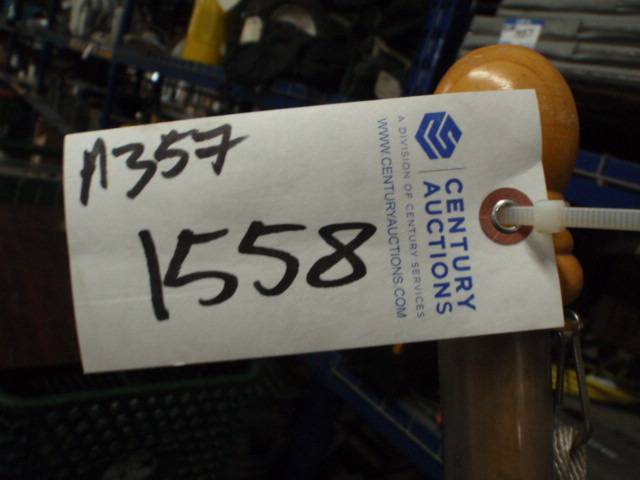 A357
1558
CENTURY
AUCTIONS
A DIVISION OF CENTURY SERVICES
WWW.CENTURYAUCTIONS.COM